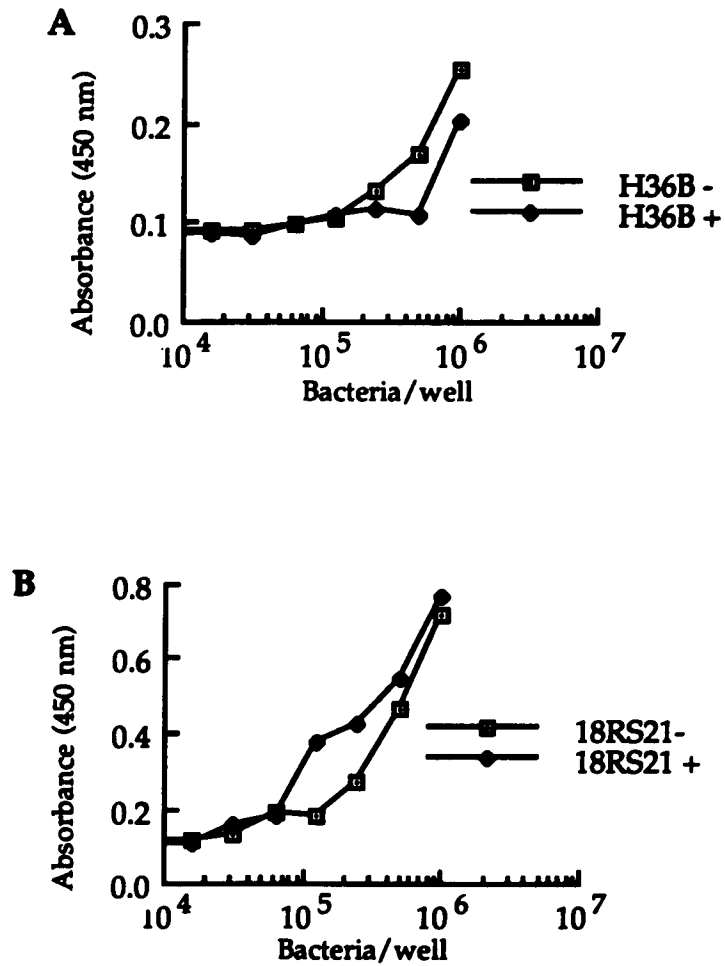 A
Absorbance (450 nm)
0.3
0.2
0.1
0.0
10^4
10^5
10^6
10^7
Bacteria/well
H36B -
H36B +
B
Absorbance (450 nm)
0.8
0.6
0.4
0.2
0.0
10^4
10^5
10^6
10^7
Bacteria/well
18RS21-
18RS21 +